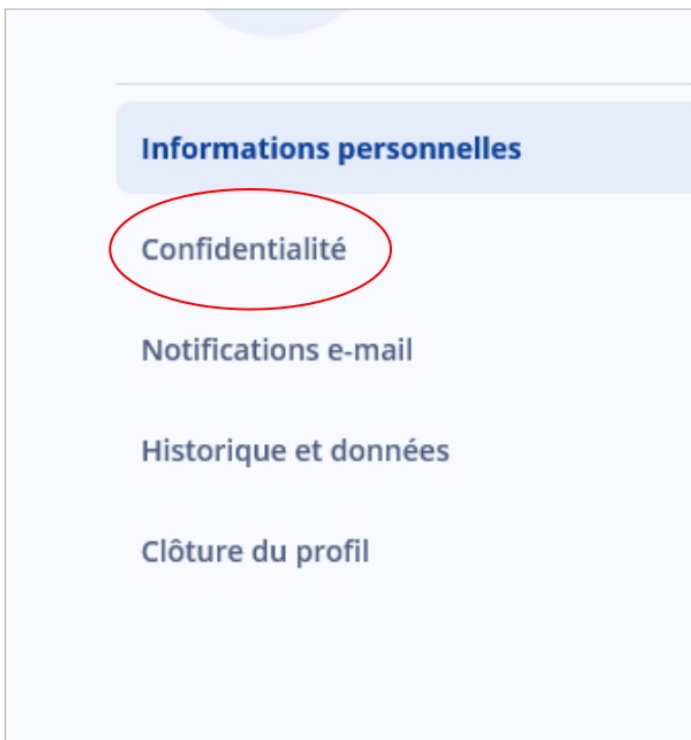 Informations personnelles
Confidentialité
Notifications e-mail
Historique et données
Clôture du profil